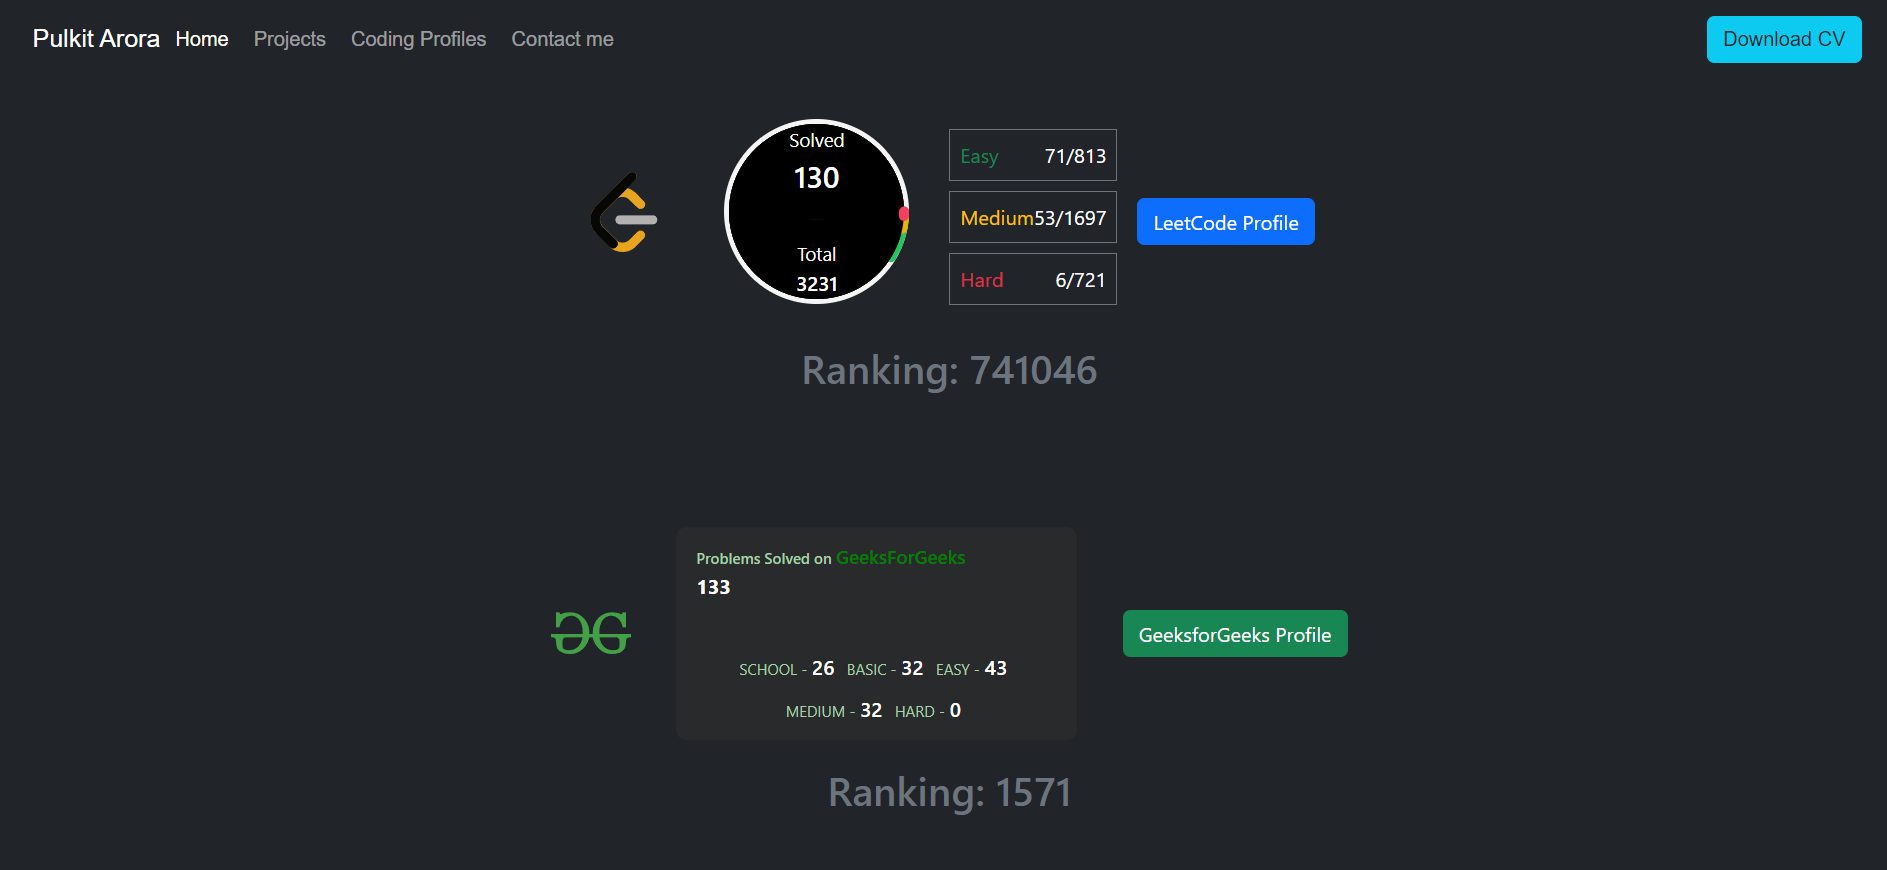 Pulkit Arora Home Projects Coding Profiles Contact me Download CV
Solved
130
Total
3231
Easy 71/813
Medium53/1697
Hard 6/721
LeetCode Profile
Ranking: 741046
Problems Solved on GeeksForGeeks
133
SCHOOL - 26 BASIC - 32 EASY - 43
MEDIUM - 32 HARD - 0
GeeksforGeeks Profile
Ranking: 1571